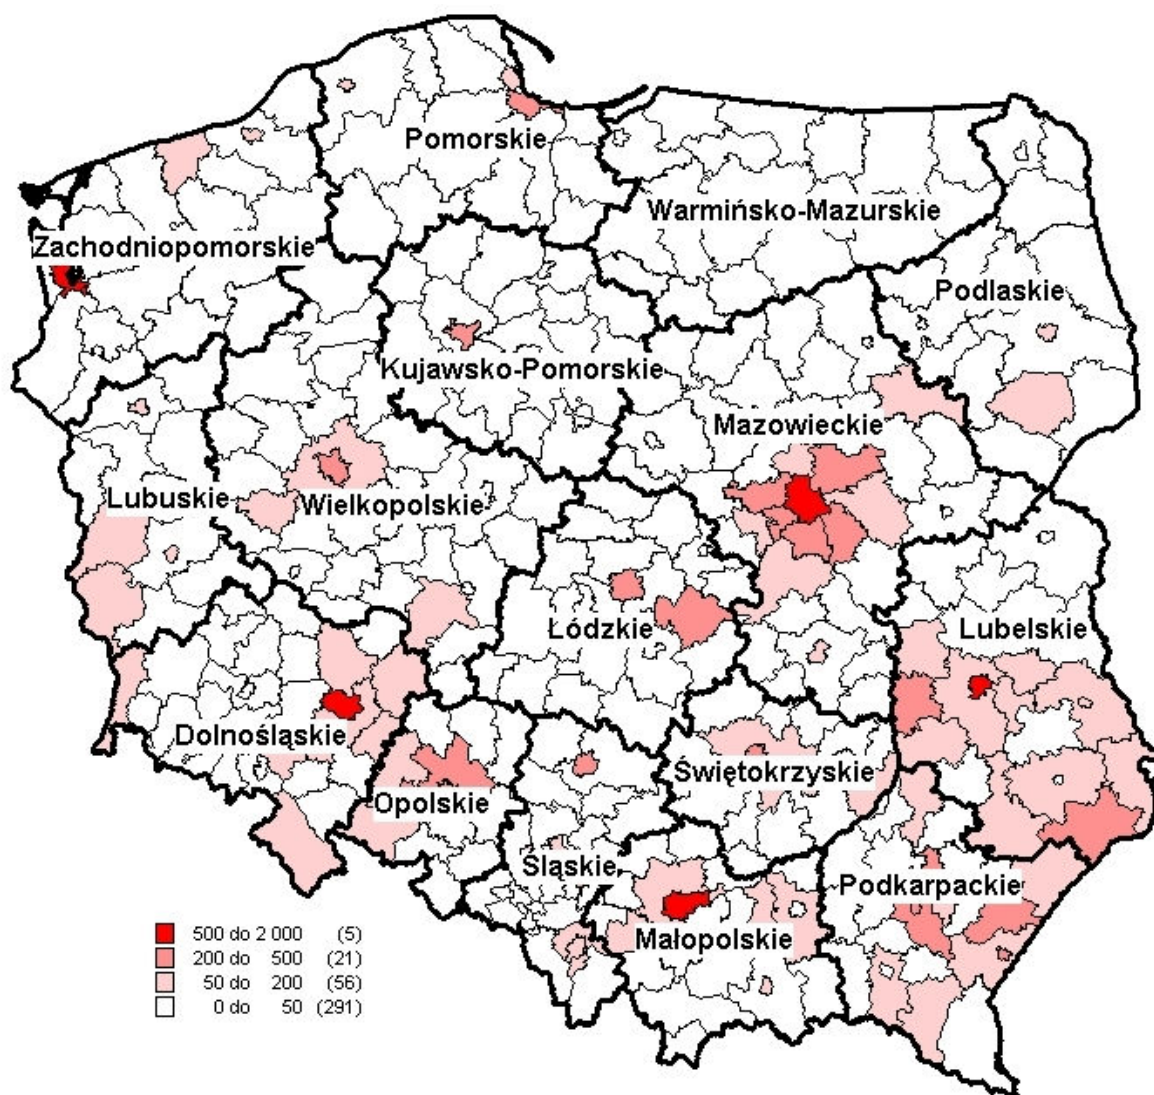 Pomorskie
Warmińsko-Mazurskie
Zachodniopomorskie
Podlaskie
Kujawsko-Pomorskie
Mazowieckie
Lubuskie
Wielkopolskie
Łódzkie
Lubelskie
Dolnośląskie
Świętokrzyskie
Opolskie
Śląskie
Podkarpackie
Małopolskie
500 do 2 000 (5)
200 do 500 (21)
50 do 200 (56)
0 do 50 (291)